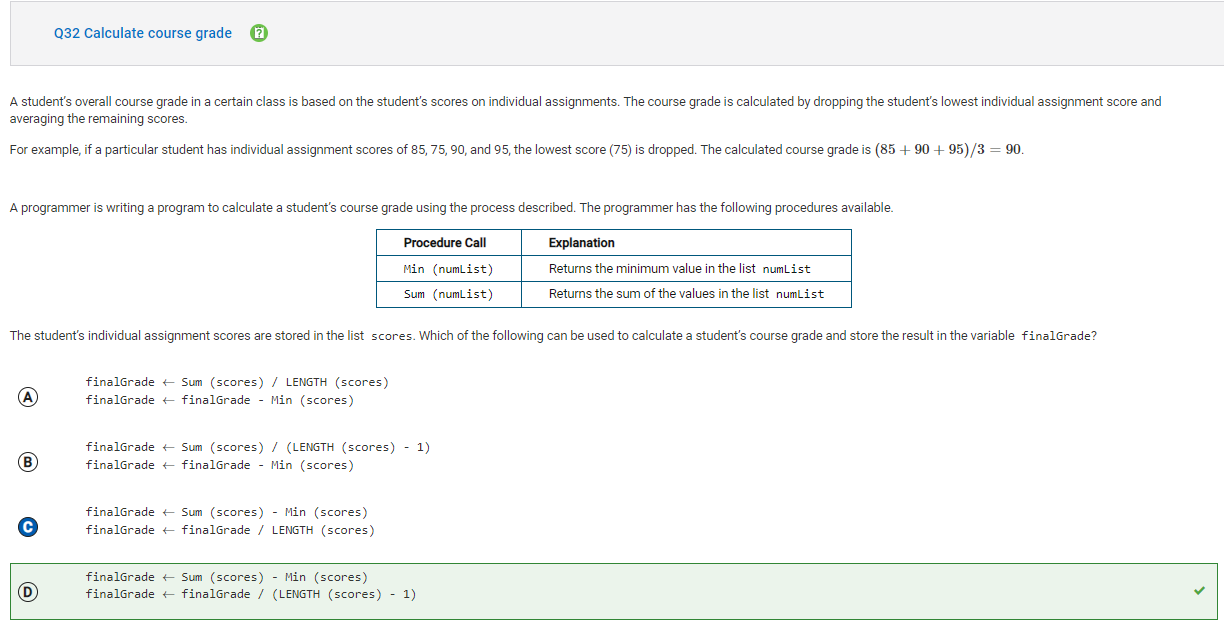 Q32 Calculate course grade
A student's overall course grade in a certain class is based on the student's scores on individual assignments. The course grade is calculated by dropping the student's lowest individual assignment score and
averaging the remaining scores.
For example, if a particular student has individual assignment scores of 85, 75, 90, and 95, the lowest score (75) is dropped. The calculated course grade is (85 + 90 + 95)/3 = 90.
A programmer is writing a program to calculate a student's course grade using the process described. The programmer has the following procedures available.
Procedure Call Explanation
Min (numList) Returns the minimum value in the list numList
Sum (numList) Returns the sum of the values in the list numList
The student's individual assignment scores are stored in the list scores. Which of the following can be used to calculate a student's course grade and store the result in the variable finalGrade?
finalGrade ← Sum (scores) / LENGTH (scores)
A
finalGrade ← finalGrade - Min (scores)
finalGrade ← Sum (scores) / (LENGTH (scores) - 1)
B
finalGrade ← finalGrade - Min (scores)
finalGrade ← Sum (scores) - Min (scores)
C
finalGrade ← finalGrade / LENGTH (scores)
finalGrade ← Sum (scores) - Min (scores)
D
finalGrade ← finalGrade / (LENGTH (scores) - 1)